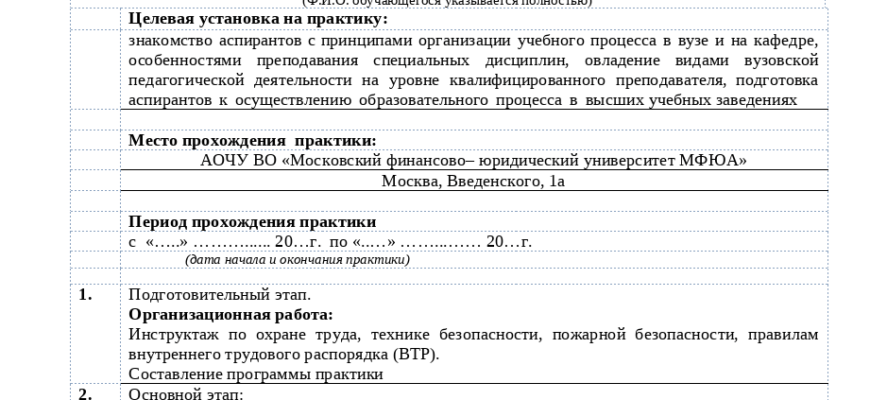 (Ф.И.О. обучающегося указывается полностью)
Целевая установка на практику:
знакомство аспирантов с принципами организации учебного процесса в вузе и на кафедре,
особенностями преподавания специальных дисциплин, овладение видами вузовской
педагогической деятельности на уровне квалифицированного преподавателя, подготовка
аспирантов к осуществлению образовательного процесса в высших учебных заведениях
Место прохождения практики:
АОЧУ ВО «Московский финансово– юридический университет МФЮА»
Москва, Введенского, 1а
Период прохождения практики
с «…..» ………...... 20…г. по «..…» ……...……. 20…г.
(дата начала и окончания практики)
1. Подготовительный этап.
Организационная работа:
Инструктаж по охране труда, технике безопасности, пожарной безопасности, правилам
внутреннего трудового распорядка (ВТР).
Составление программы практики
2. Основной этап: